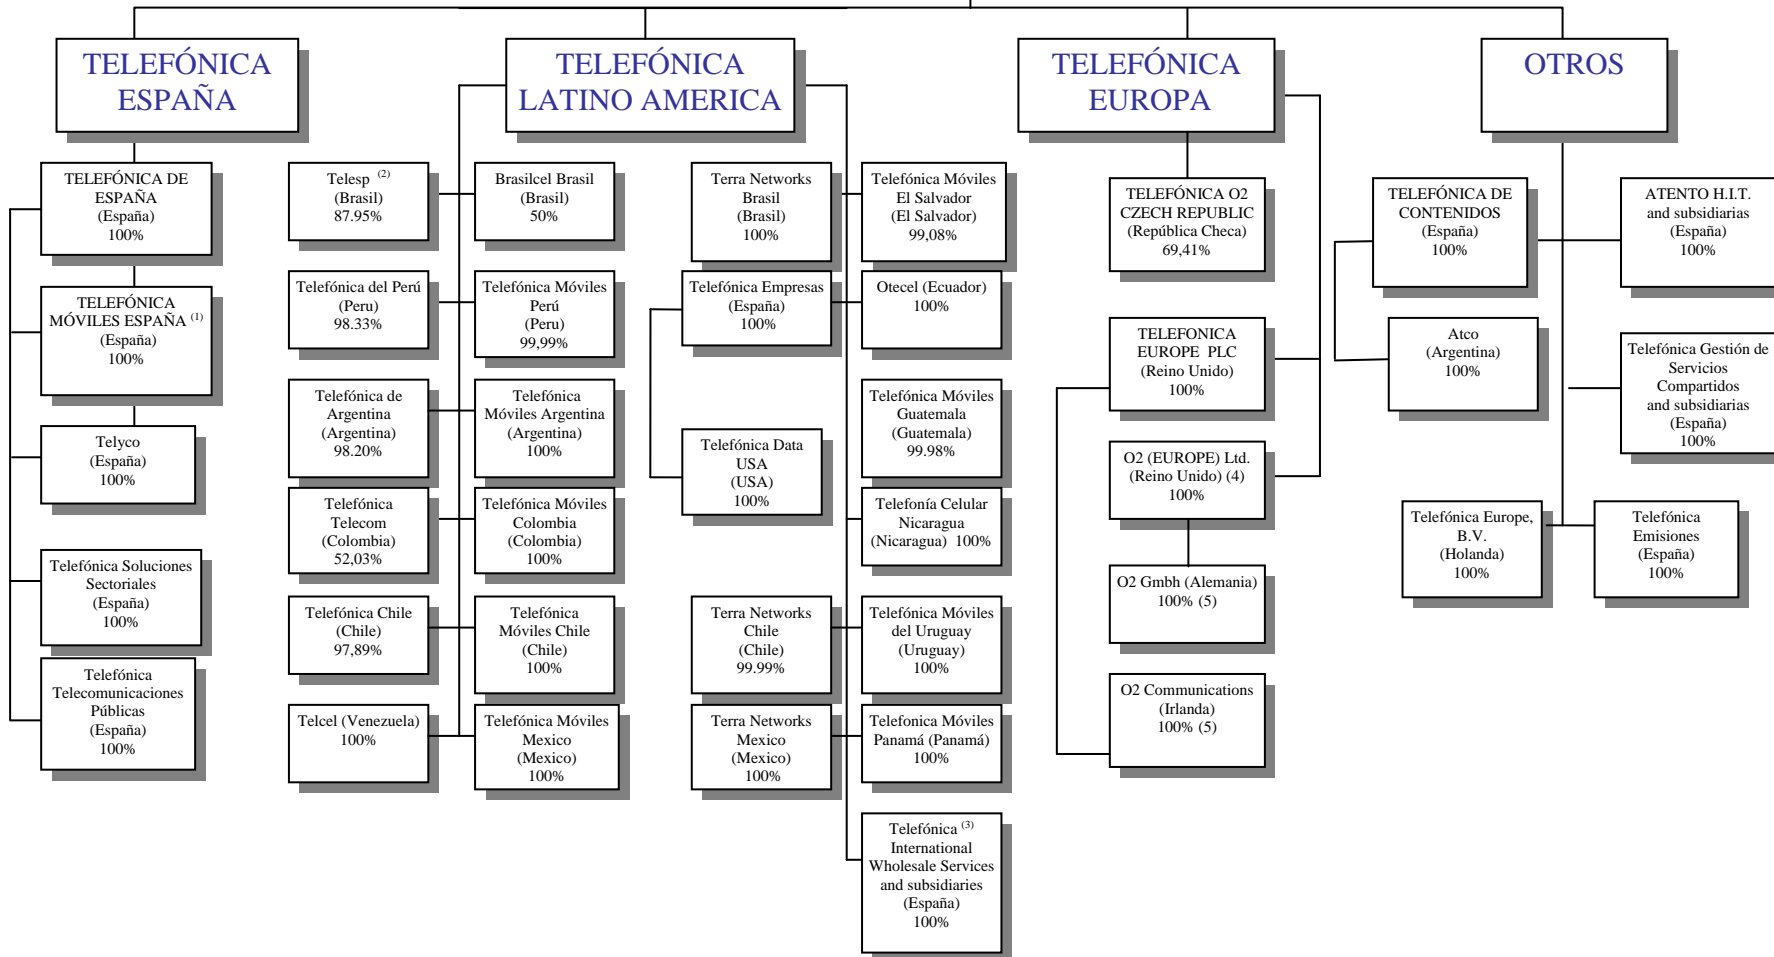 TELEFÓNICA
ESPAÑA
TELEFÓNICA
LATINO AMERICA
TELEFÓNICA
EUROPA
OTROS
TELEFÓNICA DE
ESPAÑA
(España)
100%
TELEFÓNICA
MÓVILES ESPAÑA (1)
(España)
100%
Telyco
(España)
100%
Telefónica Soluciones
Sectoriales
(España)
100%
Telefónica
Telecomunicaciones
Públicas
(España)
100%
Telesp (2)
(Brasil)
87.95%
Telefónica del Perú
(Peru)
98.33%
Telefónica de
Argentina
(Argentina)
98.20%
Telefónica
Telecom
(Colombia)
52,03%
Telefónica Chile
(Chile)
97,89%
Telcel (Venezuela)
100%
Brasilcel Brasil
(Brasil)
50%
Telefónica Móviles
Perú
(Peru)
99,99%
Telefónica
Móviles Argentina
(Argentina)
100%
Telefónica Móviles
Colombia
(Colombia)
100%
Telefónica
Móviles Chile
(Chile)
100%
Telefónica Móviles
Mexico
(Mexico)
100%
Terra Networks
Brasil
(Brasil)
100%
Telefónica Empresas
(España)
100%
Telefónica Data
USA
(USA)
100%
Terra Networks
Chile
(Chile)
99.99%
Terra Networks
Mexico
(Mexico)
100%
Telefónica Móviles
El Salvador
(El Salvador)
99,08%
Otecel (Ecuador)
100%
Telefónica Móviles
Guatemala
(Guatemala)
99.98%
Telefonía Celular
Nicaragua
(Nicaragua) 100%
Telefónica Móviles
del Uruguay
(Uruguay)
100%
Telefonica Móviles
Panamá (Panamá)
100%
Telefónica (3)
International
Wholesale Services
and subsidiaries
(España)
100%
TELEFÓNICA O2
CZECH REPUBLIC
(República Checa)
69,41%
TELEFONICA
EUROPE PLC
(Reino Unido)
100%
O2 (EUROPE) Ltd.
(Reino Unido) (4)
100%
O2 Gmbh (Alemania)
100% (5)
O2 Communications
(Irlanda)
100% (5)
TELEFÓNICA DE
CONTENIDOS
(España)
100%
Atco
(Argentina)
100%
Telefónica Europe,
B.V.
(Holanda)
100%
ATENTO H.I.T.
and subsidiarias
(España)
100%
Telefónica Gestión de
Servicios
Compartidos
and subsidiarias
(España)
100%
Telefónica
Emisiones
(España)
100%